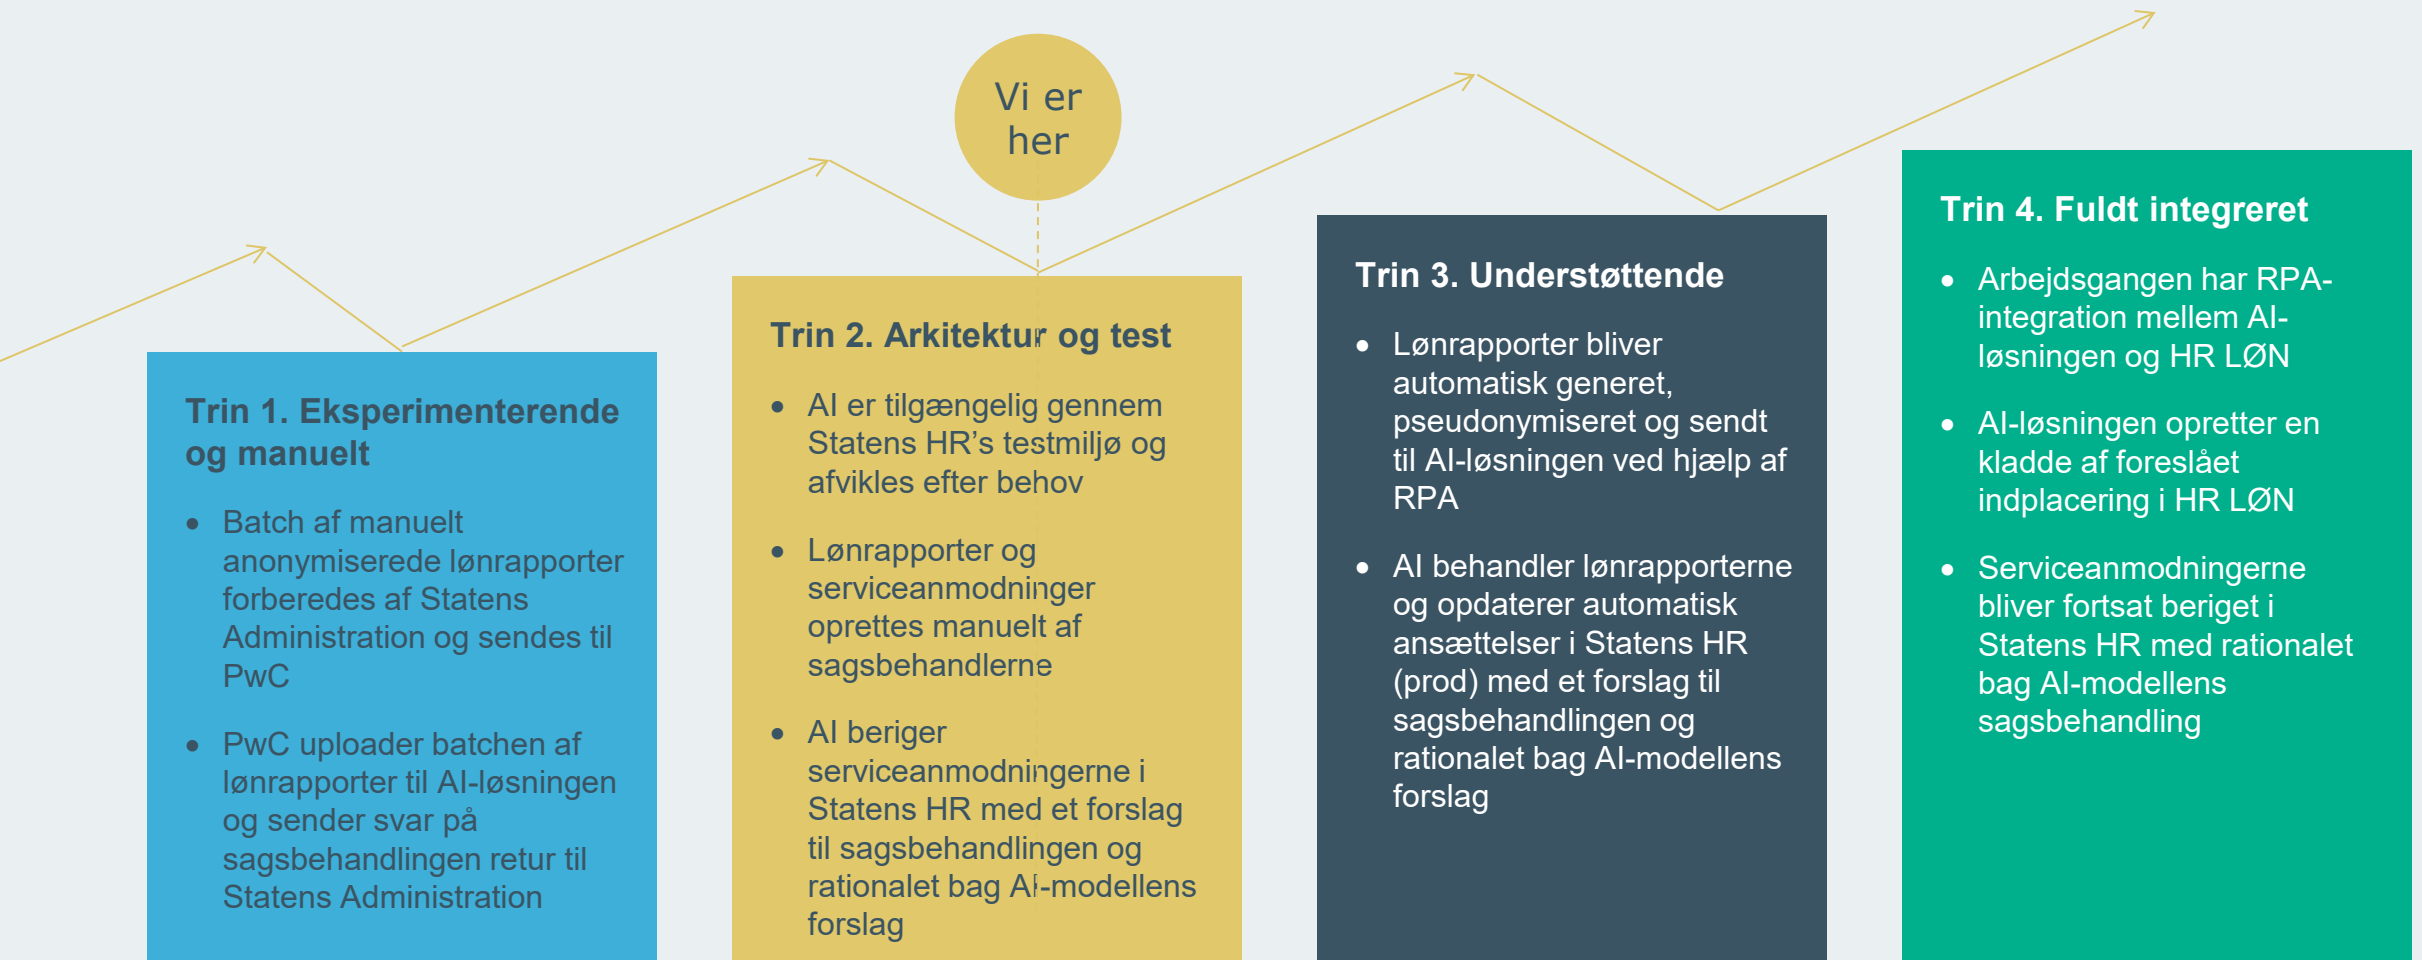 Vi er
her
Trin 1. Eksperimenterende
og manuelt
• Batch af manuelt
anonymiserede lønrapporter
forberedes af Statens
Administration og sendes til
PwC
• PwC uploader batchen af
lønrapporter til AI-løsningen
og sender svar på
sagsbehandlingen retur til
Statens Administration
Trin 2. Arkitektur og test
• AI er tilgængelig gennem
Statens HR’s testmiljø og
afvikles efter behov
• Lønrapporter og
serviceanmodninger
oprettes manuelt af
sagsbehandlerne
• AI beriger
serviceanmodningerne i
Statens HR med et forslag
til sagsbehandlingen og
rationalet bag AI-modellens
forslag
Trin 3. Understøttende
• Lønrapporter bliver
automatisk generet,
pseudonymiseret og sendt
til AI-løsningen ved hjælp af
RPA
• AI behandler lønrapporterne
og opdaterer automatisk
ansættelser i Statens HR
(prod) med et forslag til
sagsbehandlingen og
rationalet bag AI-modellens
forslag
Trin 4. Fuldt integreret
• Arbejdsgangen har RPA-
integration mellem AI-
løsningen og HR LØN
• AI-løsningen opretter en
kladde af foreslået
indplacering i HR LØN
• Serviceanmodningerne
bliver fortsat beriget i
Statens HR med rationalet
bag AI-modellens
sagsbehandling